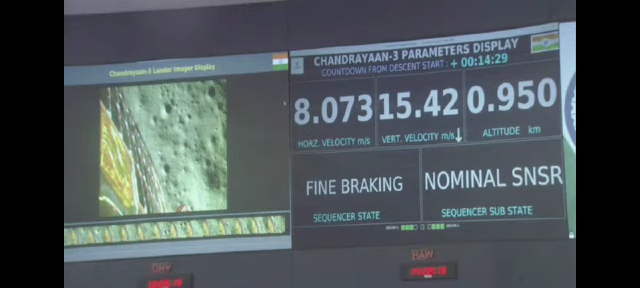 Chandrayaan-3 Lander Imager Display
CHANDRAYAAN-3 PARAMETERS DISPLAY
COUNTDOWN FROM DESCENT START : + 00:14:29
8.073 15.42 0.950
HORZ. VELOCITY m/s VERT. VELOCITY m/s ALTITUDE km
FINE BRAKING NOMINAL SNSR
SEQUENCER STATE SEQUENCER SUB STATE
RAW